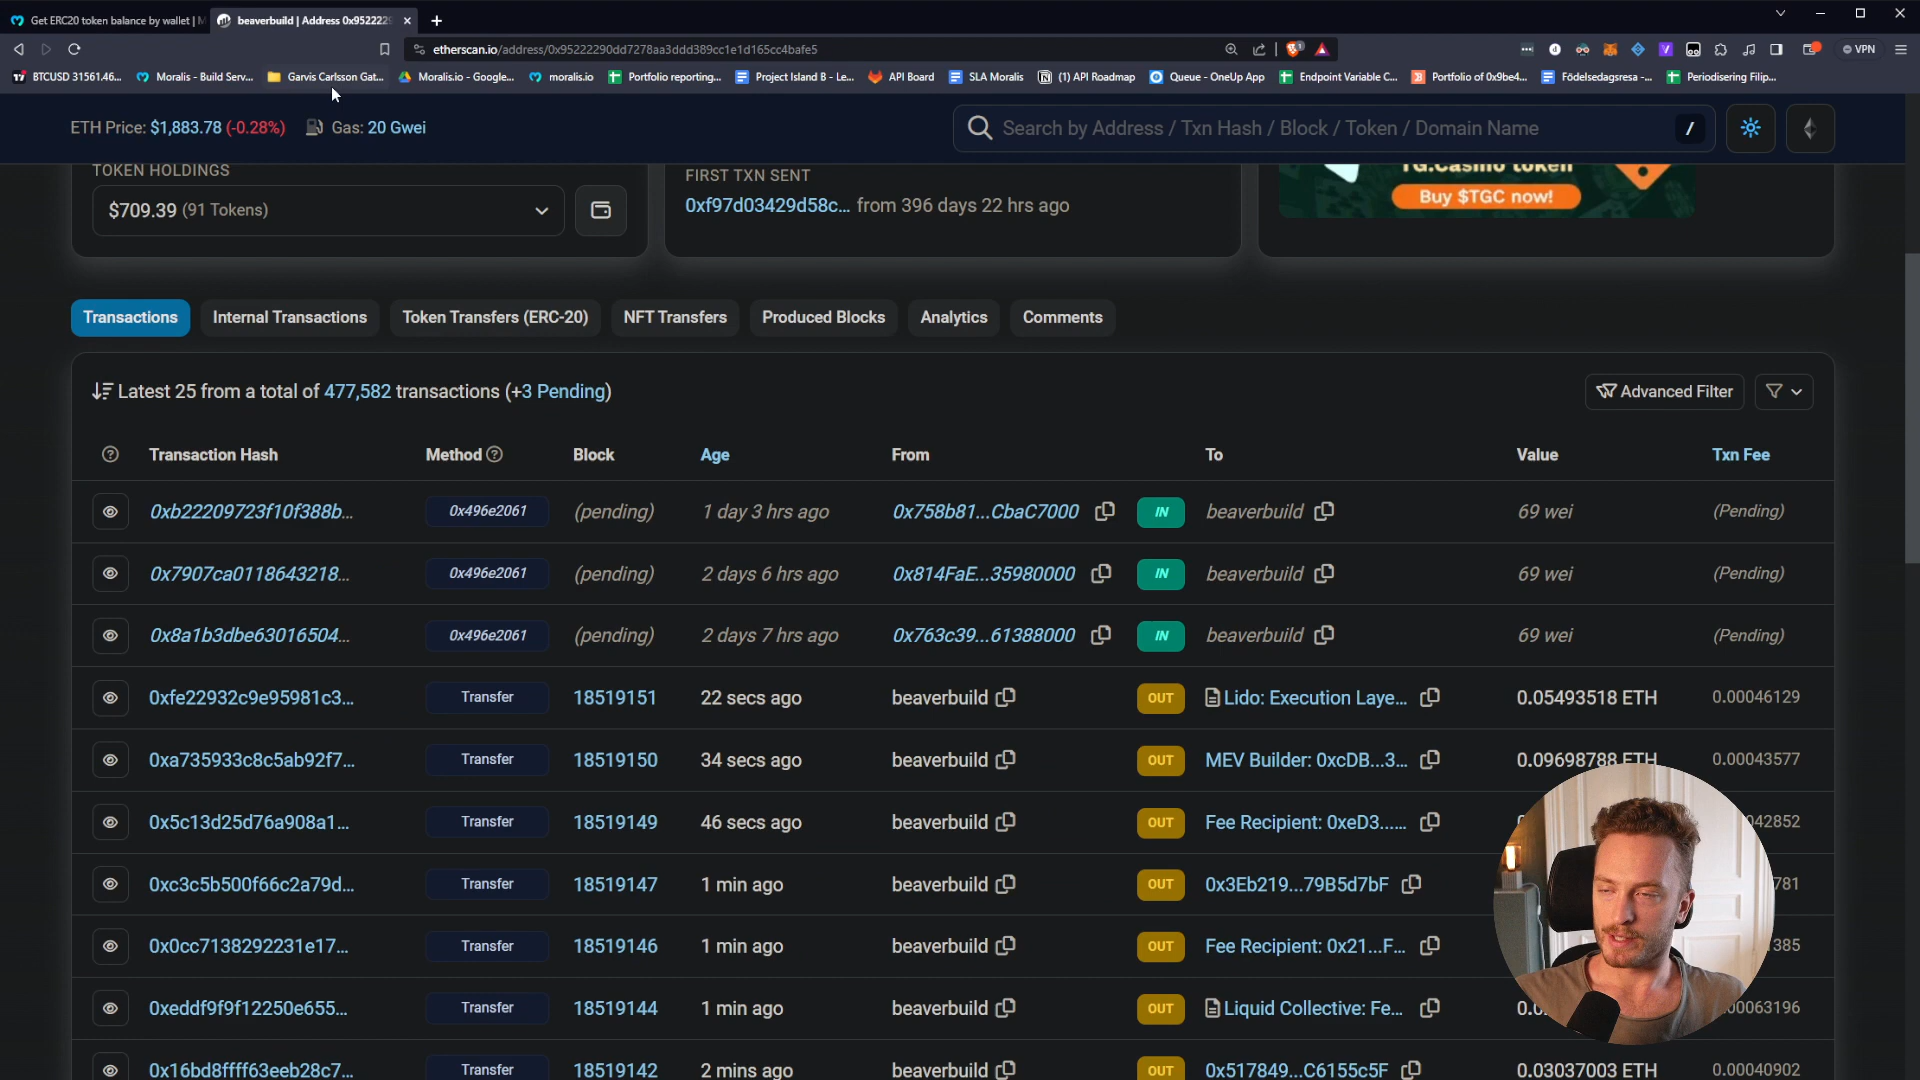 Get ERC20 token balance by wallet | M
beaverbuild | Address 0x952222
etherscan.io/address/0x95222290dd7278aa3ddd389cc1e1d165cc4bafe5
VPN
BTCUSD 31561.46... Moralis - Build Serv... Garvis Carlsson Gat... Moralis.io - Google... moralis.io Portfolio reporting... Project Island B - Le... API Board SLA Moralis (1) API Roadmap Queue - OneUp App Endpoint Variable C... Portfolio of 0x9be4... Födelsedagsresa -... Periodisering Filip...
ETH Price: $1,883.78 (-0.28%) Gas: 20 Gwei
Search by Address / Txn Hash / Block / Token / Domain Name /
TOKEN HOLDINGS
$709.39 (91 Tokens)
FIRST TXN SENT
0xf97d03429d58c... from 396 days 22 hrs ago
TG.Casino token
Buy $TGC now!
Transactions Internal Transactions Token Transfers (ERC-20) NFT Transfers Produced Blocks Analytics Comments
Latest 25 from a total of 477,582 transactions (+3 Pending)
Advanced Filter
Transaction Hash Method Block Age From To Value Txn Fee
0xb22209723f10f388b... 0x496e2061 (pending) 1 day 3 hrs ago 0x758b81...CbaC7000 IN beaverbuild 69 wei (Pending)
0x7907ca0118643218... 0x496e2061 (pending) 2 days 6 hrs ago 0x814FaE...35980000 IN beaverbuild 69 wei (Pending)
0x8a1b3dbe63016504... 0x496e2061 (pending) 2 days 7 hrs ago 0x763c39...61388000 IN beaverbuild 69 wei (Pending)
0xfe22932c9e95981c3... Transfer 18519151 22 secs ago beaverbuild OUT Lido: Execution Laye... 0.05493518 ETH 0.00046129
0xa735933c8c5ab92f7... Transfer 18519150 34 secs ago beaverbuild OUT MEV Builder: 0xcDB...3... 0.09698788 ETH 0.00043577
0x5c13d25d76a908a1... Transfer 18519149 46 secs ago beaverbuild OUT Fee Recipient: 0xeD3...... 42852
0xc3c5b500f66c2a79d... Transfer 18519147 1 min ago beaverbuild OUT 0x3Eb219...79B5d7bF 781
0x0cc7138292231e17... Transfer 18519146 1 min ago beaverbuild OUT Fee Recipient: 0x21...F... 385
0xeddf9f9f12250e655... Transfer 18519144 1 min ago beaverbuild OUT Liquid Collective: Fe... 0.0 00063196
0x16bd8ffff63eeb28c7... Transfer 18519142 2 mins ago beaverbuild OUT 0x517849...C6155c5F 0.03037003 ETH 0.00040902